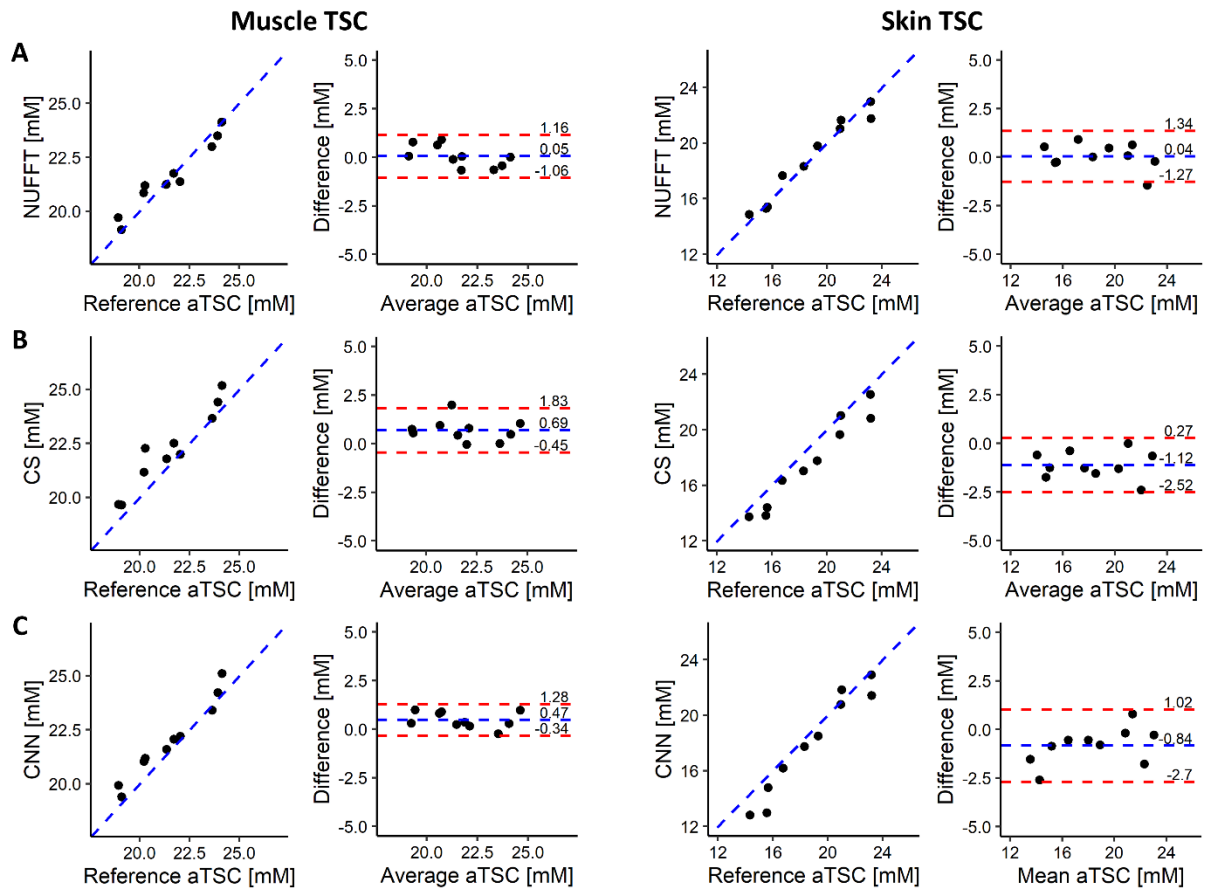 Muscle TSC
Skin TSC
A
NUFFT [mM]
25.0
22.5
20.0
20.0 22.5 25.0
Reference aTSC [mM]
Difference [mM]
5.0
2.5
0.0
-2.5
-5.0
1.16
0.05
-1.06
20.0 22.5 25.0
Average aTSC [mM]
NUFFT [mM]
24
20
16
12
12 16 20 24
Reference aTSC [mM]
Difference [mM]
5.0
2.5
0.0
-2.5
-5.0
1.34
0.04
-1.27
12 16 20 24
Average aTSC [mM]
B
CS [mM]
25.0
22.5
20.0
20.0 22.5 25.0
Reference aTSC [mM]
Difference [mM]
5.0
2.5
0.0
-2.5
-5.0
1.83
0.69
-0.45
20.0 22.5 25.0
Average aTSC [mM]
CS [mM]
24
20
16
12
12 16 20 24
Reference aTSC [mM]
Difference [mM]
5.0
2.5
0.0
-2.5
-5.0
0.27
-1.12
-2.52
12 16 20 24
Average aTSC [mM]
C
CNN [mM]
25.0
22.5
20.0
20.0 22.5 25.0
Reference aTSC [mM]
Difference [mM]
5.0
2.5
0.0
-2.5
-5.0
1.28
0.47
-0.34
20.0 22.5 25.0
Average aTSC [mM]
CNN [mM]
24
20
16
12
12 16 20 24
Reference aTSC [mM]
Difference [mM]
5.0
2.5
0.0
-2.5
-5.0
1.02
-0.84
-2.7
12 16 20 24
Mean aTSC [mM]